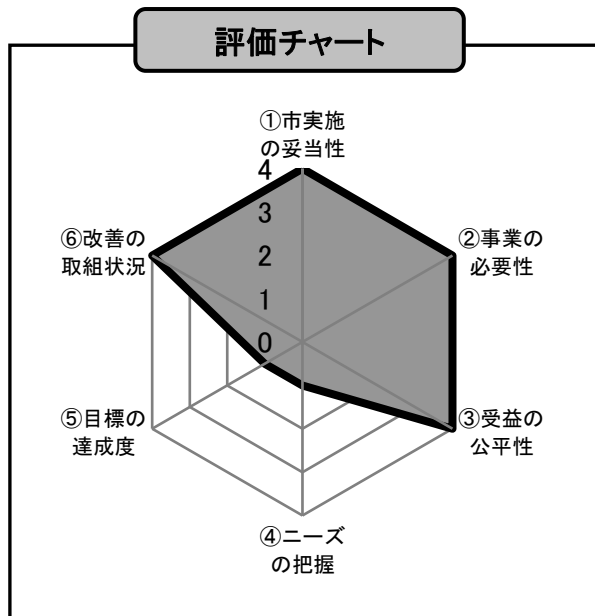 評価チャート
①市実施
の妥当性
4
3
2
1
0
②事業の
必要性
③受益の
公平性
④ニーズ
の把握
⑤目標の
達成度
⑥改善の
取組状況